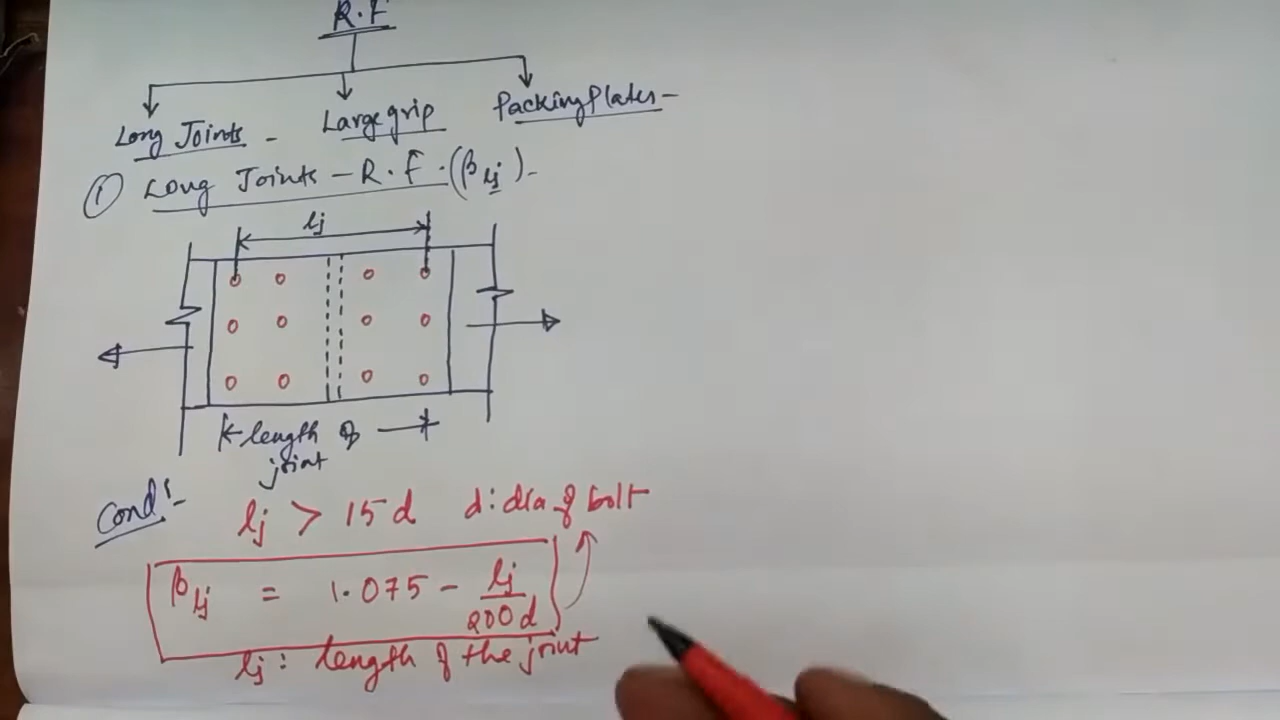 R.F
Long Joints - Large grip Packing Plates -
① Long Joints - R.F. (βlj) -
lj
length of
joint
Cond':-
lj > 15d d: dia of bolt
βlj = 1.075 - lj/200d
lj: length of the joint